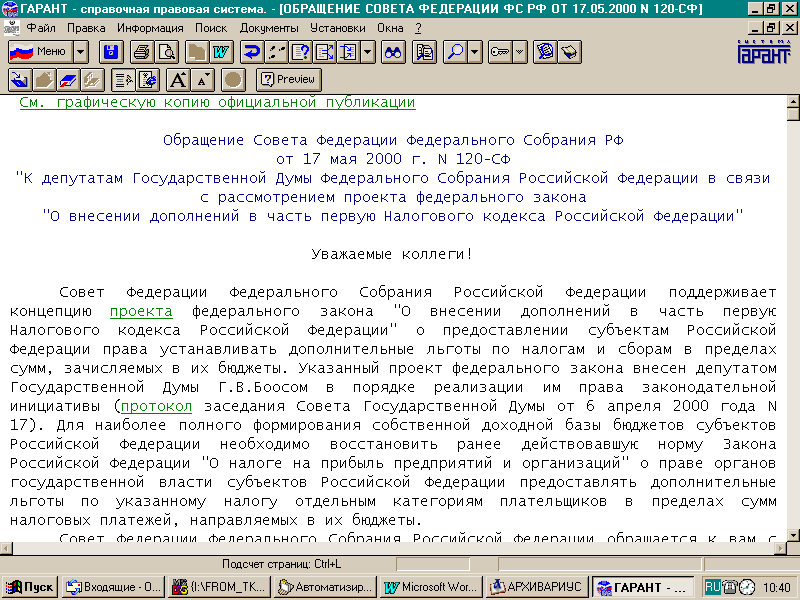 ГАРАНТ - справочная правовая система. - [ОБРАЩЕНИЕ СОВЕТА ФЕДЕРАЦИИ ФС РФ ОТ 17.05.2000 N 120-СФ]
Файл Правка Информация Поиск Документы Установки Окна ?
Меню
СИСТЕМА
ГАРАНТ
Preview
См. графическую копию официальной публикации
Обращение Совета Федерации Федерального Собрания РФ
от 17 мая 2000 г. N 120-СФ
"К депутатам Государственной Думы Федерального Собрания Российской Федерации в связи
с рассмотрением проекта федерального закона
"О внесении дополнений в часть первую Налогового кодекса Российской Федерации"
Уважаемые коллеги!
Совет Федерации Федерального Собрания Российской Федерации поддерживает
концепцию проекта федерального закона "О внесении дополнений в часть первую
Налогового кодекса Российской Федерации" о предоставлении субъектам Российской
Федерации права устанавливать дополнительные льготы по налогам и сборам в пределах
сумм, зачисляемых в их бюджеты. Указанный проект федерального закона внесен депутатом
Государственной Думы Г.В.Боосом в порядке реализации им права законодательной
инициативы (протокол заседания Совета Государственной Думы от 6 апреля 2000 года N
17). Для наиболее полного формирования собственной доходной базы бюджетов субъектов
Российской Федерации необходимо восстановить ранее действовавшую норму Закона
Российской Федерации "О налоге на прибыль предприятий и организаций" о праве органов
государственной власти субъектов Российской Федерации предоставлять дополнительные
льготы по указанному налогу отдельным категориям плательщиков в пределах сумм
налоговых платежей, направляемых в их бюджеты.
Совет Федерации Федерального Собрания Российской Федерации обращается к вам с
Подсчет страниц: Ctrl+L
Пуск Входящие - O... {I:\FROM_TK... Автоматизир... Microsoft Wor... АРХИВАРИУС ГАРАНТ - ... RU 10:40